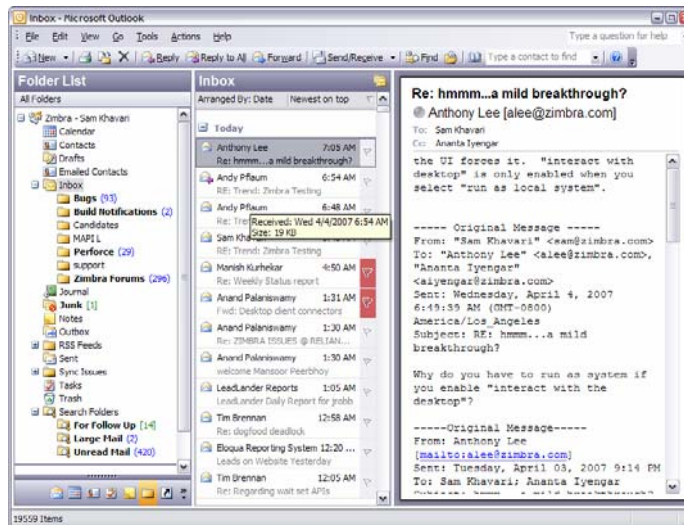 Inbox - Microsoft Outlook
File Edit View Go Tools Actions Help
Type a question for help
New Reply Reply to All Forward Send/Receive Find Type a contact to find
Folder List
All Folders
Zimbra - Sam Khavari
Calendar
Contacts
Drafts
Emailed Contacts
Inbox
Bugs (93)
Build Notifications (2)
Candidates
MAPI L
Perforce (29)
support
Zimbra Forums (296)
Journal
Junk [1]
Notes
Outbox
RSS Feeds
Sent
Sync Issues
Tasks
Trash
Search Folders
For Follow Up [14]
Large Mail (2)
Unread Mail (420)
Inbox
Arranged By: Date Newest on top
Today
Anthony Lee 7:05 AM
Re: hmmm...a mild breakthrough?
Andy Pflaum 6:54 AM
RE: Trend: Zimbra Testing
Andy Pflaum 6:48 AM
Re: Tre
Received: Wed 4/4/2007 6:54 AM
Size: 19 KB
Sam Kha
RE: Trend: Zimbra Testing
Manish Kurhekar 4:50 AM
Re: Weekly Status report
Anand Palaniswamy 1:31 AM
Fwd: Desktop client connectors
Anand Palaniswamy 1:30 AM
Re: ZIMBRA ISSUES @ RELIAN...
Anand Palaniswamy 1:30 AM
welcome Mansoor Peerbhoy
LeadLander Reports 1:05 AM
LeadLander Daily Report for jrobb
Tim Brennan 12:58 AM
Re: dogfood deadlock
Eloqua Reporting System 12:20 ...
Leads on Website Yesterday
Tim Brennan 12:05 AM
Re: Regarding wait set APIs
Re: hmmm...a mild breakthrough?
Anthony Lee [alee@zimbra.com]
To: Sam Khavari
Cc: Ananta Iyengar
the UI forces it. "interact with
desktop" is only enabled when you
select "run as local system".
----- Original Message -----
From: "Sam Khavari" <sam@zimbra.com>
To: "Anthony Lee" <alee@zimbra.com>,
"Ananta Iyengar"
<aiyengar@zimbra.com>
Sent: Wednesday, April 4, 2007
6:49:39 AM (GMT-0800)
America/Los_Angeles
Subject: RE: hmmm...a mild
breakthrough?
Why do you have to run as system if
you enable "interact with the
desktop"?
-----Original Message-----
From: Anthony Lee
[mailto:alee@zimbra.com]
Sent: Tuesday, April 03, 2007 9:14 PM
To: Sam Khavari; Ananta Iyengar
Subject: hmmm...a mild breakthrough?
19559 Items